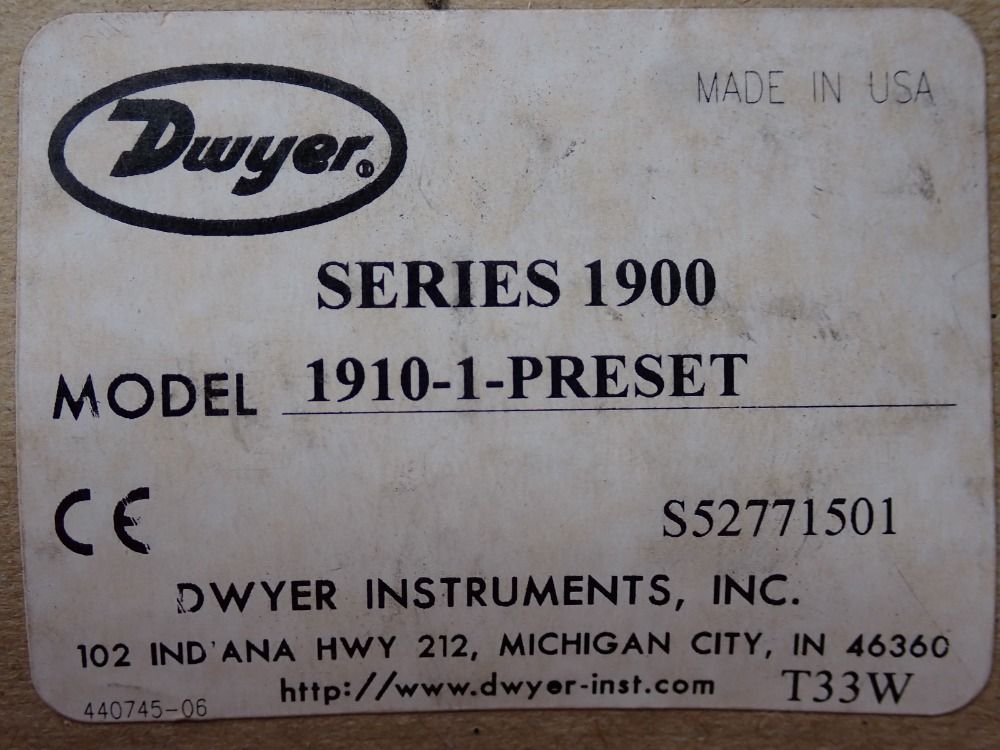 Dwyer®
MADE IN USA
SERIES 1900
MODEL 1910-1-PRESET
CE
S52771501
DWYER INSTRUMENTS, INC.
102 INDIANA HWY 212, MICHIGAN CITY, IN 46360
http://www.dwyer-inst.com T33W
440745-06